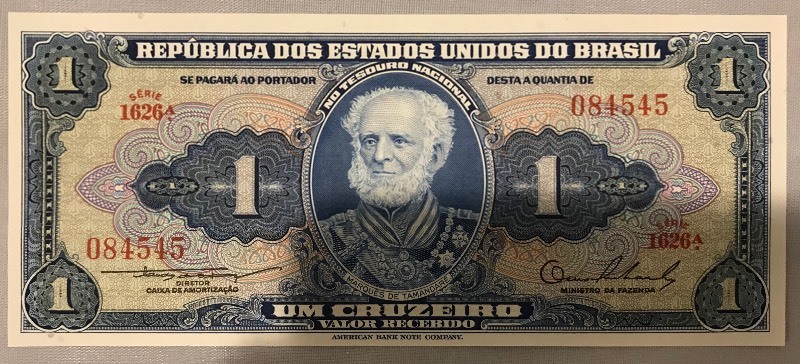 1
1
REPÚBLICA DOS ESTADOS UNIDOS DO BRASIL
SE PAGARÁ AO PORTADOR
NO TESOURO NACIONAL
DESTA A QUANTIA DE
SÉRIE
1626A
084545
1
1
084545
SÉRIE
1626A
DIRETOR
CAIXA DE AMORTIZAÇÃO
MARQUES DE TAMANDARÉ
MINISTRO DA FAZENDA
1
1
UM CRUZEIRO
VALOR RECEBIDO
AMERICAN BANK NOTE COMPANY.